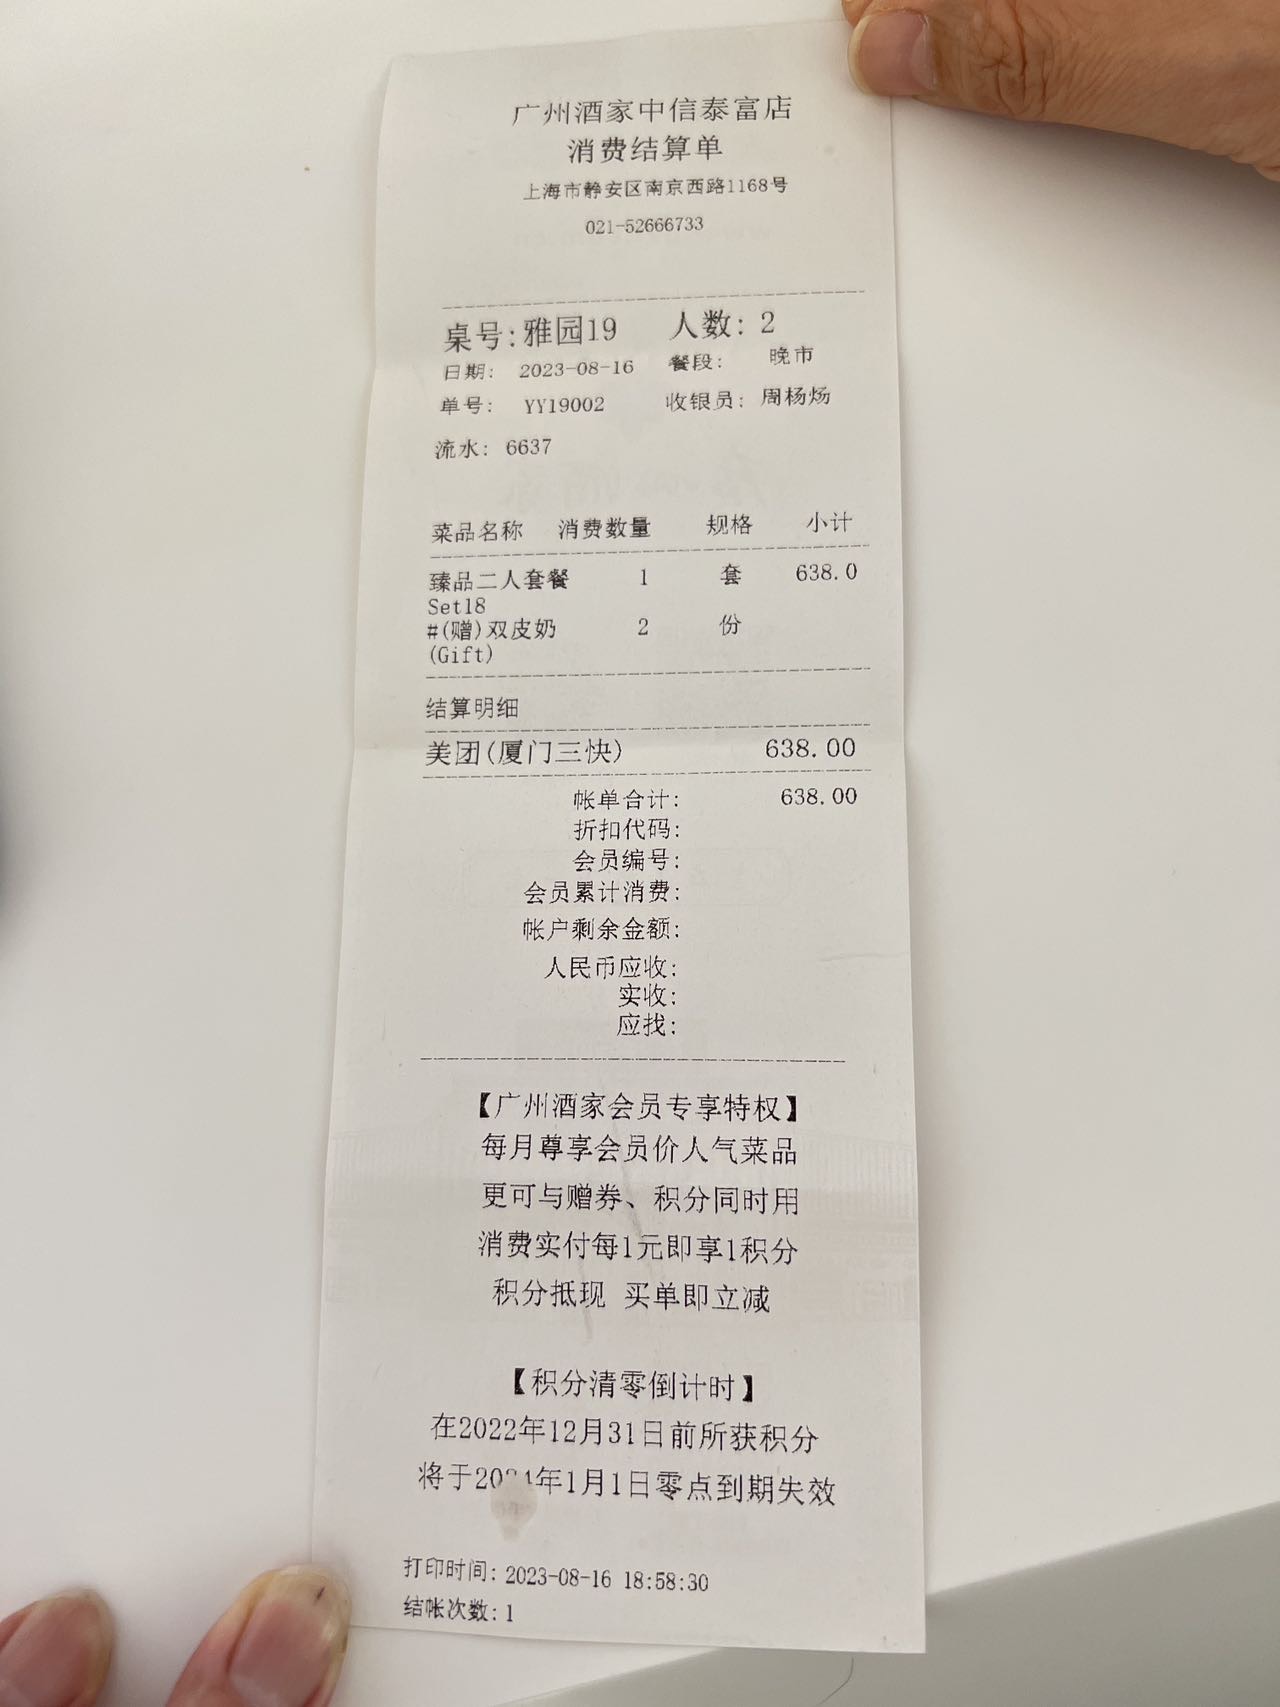 广州酒家中信泰富店
消费结算单
上海市静安区南京西路1168号
021-52666733
桌号:雅园19 人数: 2
日期: 2023-08-16 餐段: 晚市
单号: YY19002 收银员: 周杨炀
流水: 6637
菜品名称 消费数量 规格 小计
臻品二人套餐 1 套 638.0
Set18
#(赠)双皮奶 2 份
(Gift)
结算明细
美团(厦门三快) 638.00
帐单合计: 638.00
折扣代码:
会员编号:
会员累计消费:
帐户剩余金额:
人民币应收:
实收:
应找:
【广州酒家会员专享特权】
每月尊享会员价人气菜品
更可与赠券、积分同时用
消费实付每1元即享1积分
积分抵现 买单即立减
【积分清零倒计时】
在2022年12月31日前所获积分
将于2024年1月1日零点到期失效
打印时间: 2023-08-16 18:58:30
结帐次数: 1